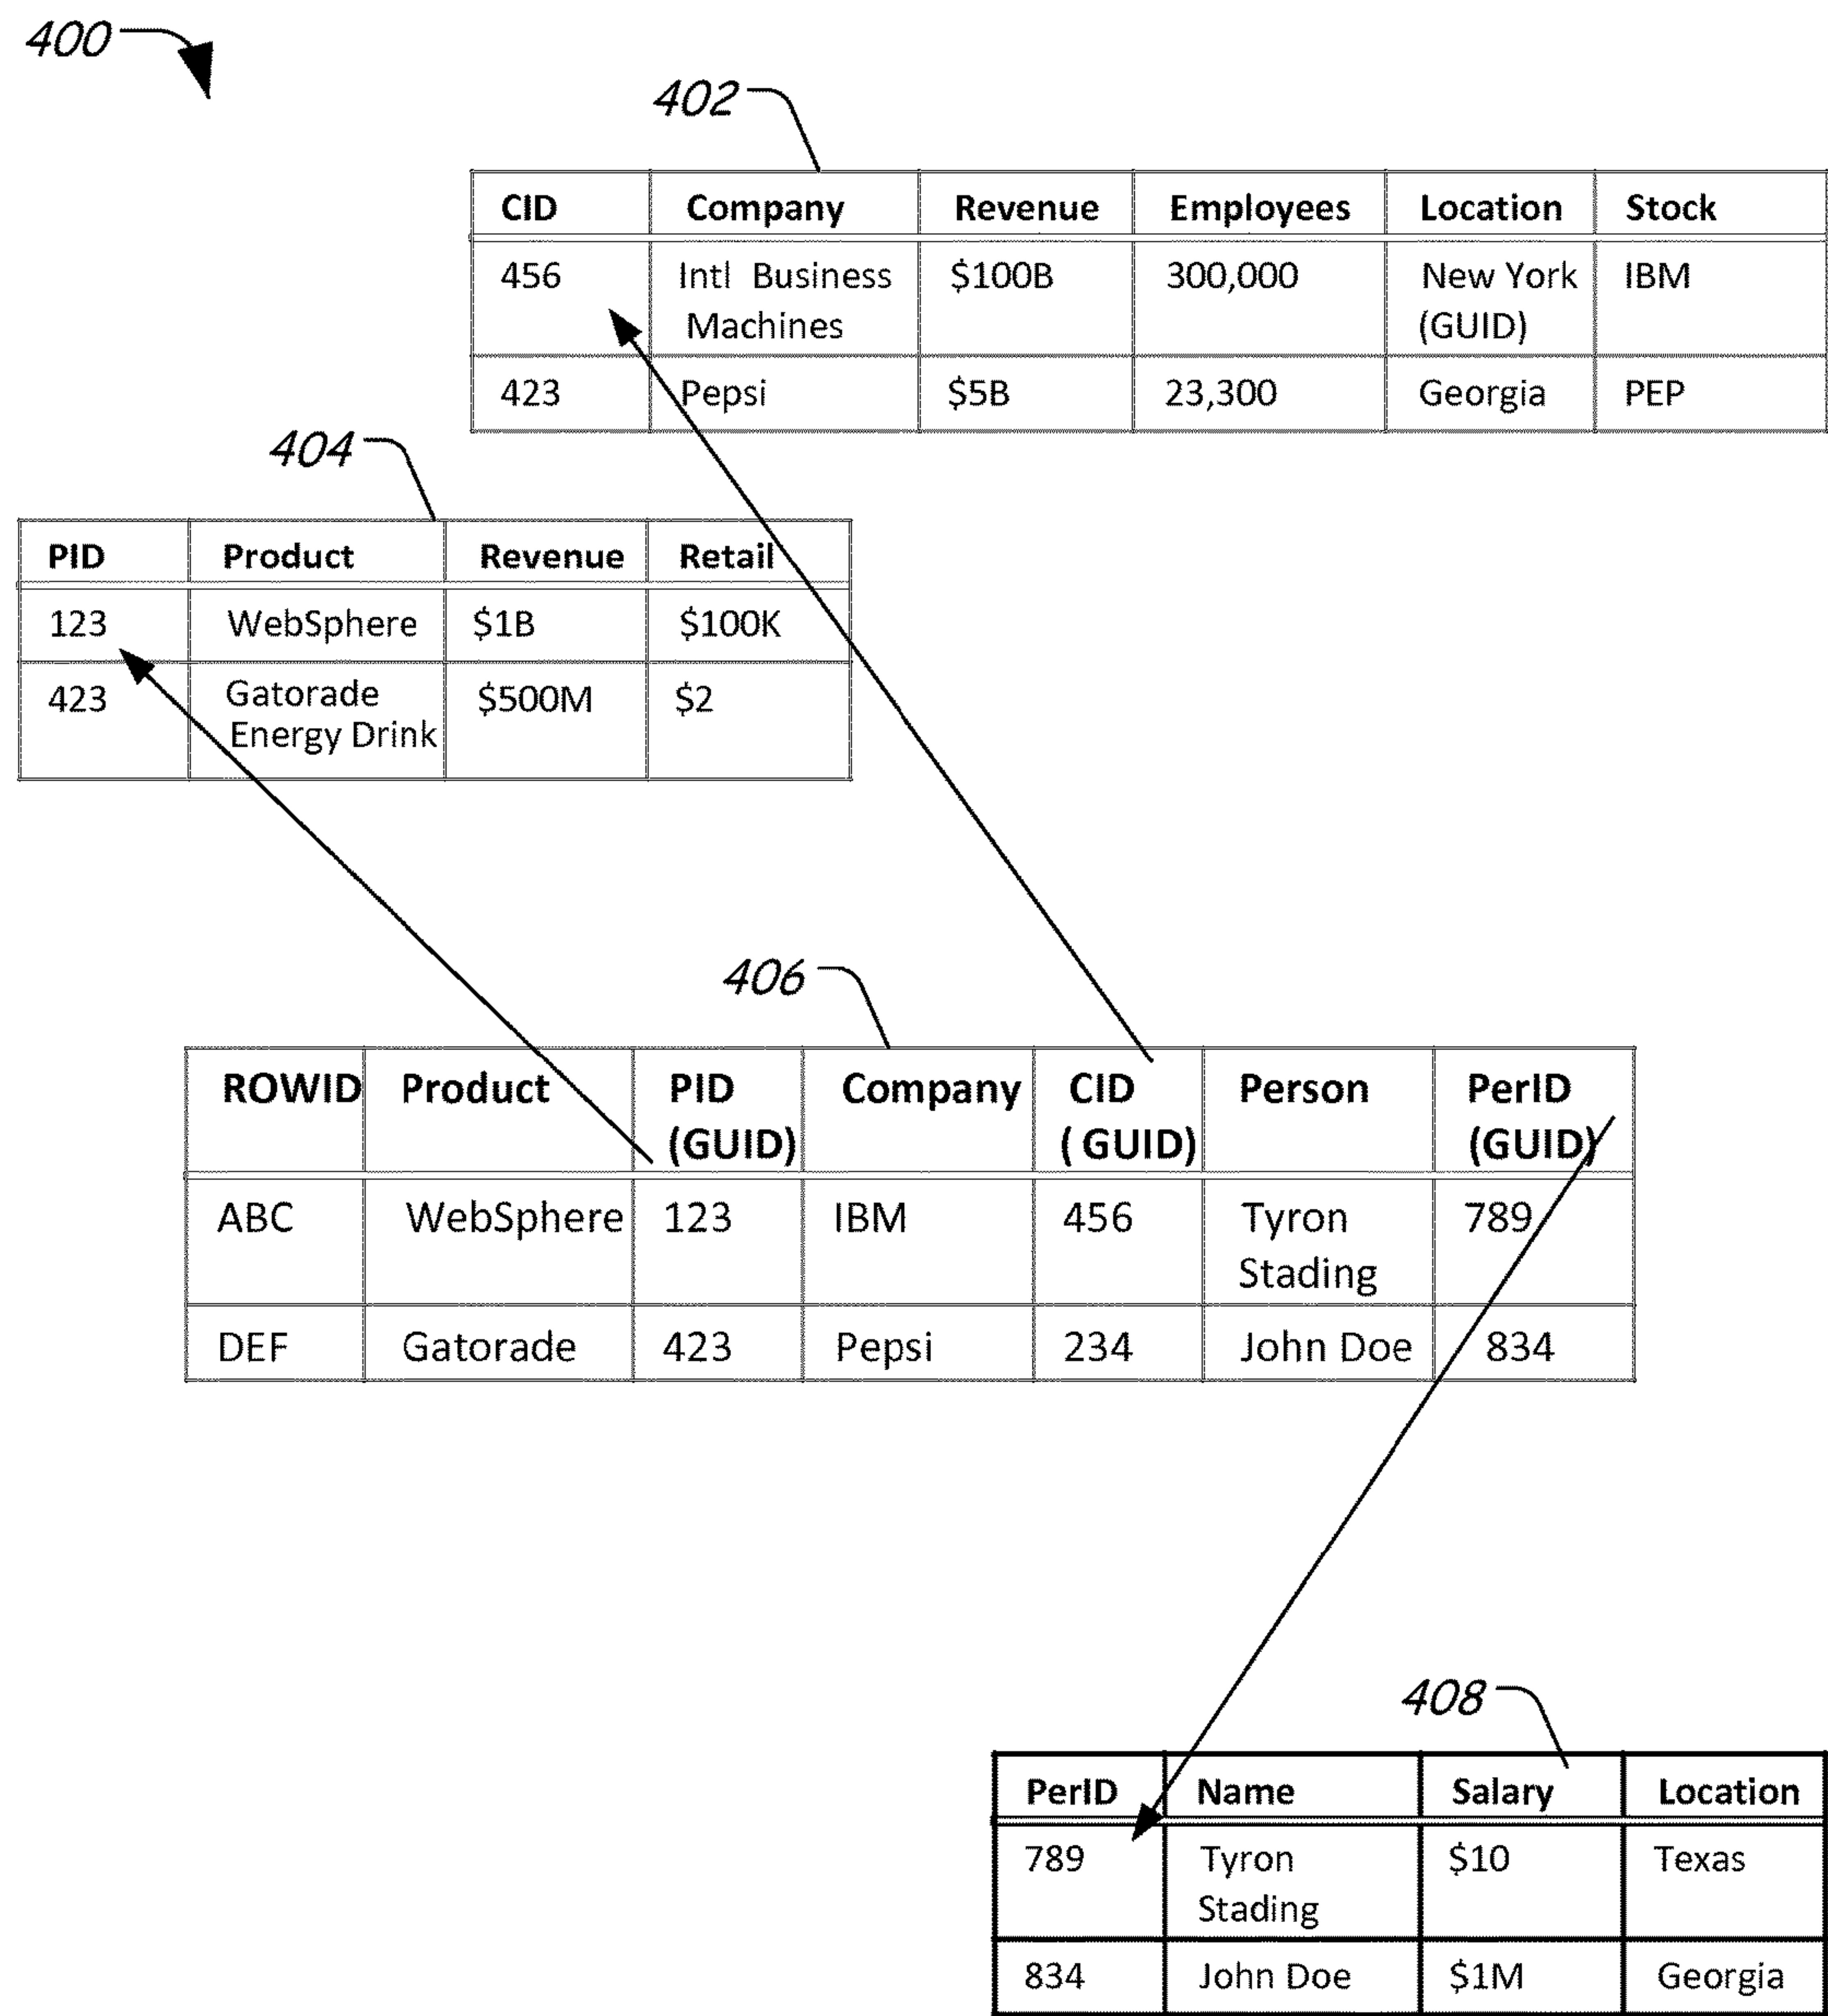 400
402
CID Company Revenue Employees Location Stock
456 Intl Business $100B 300,000 New York IBM
Machines (GUID)
423 Pepsi $5B 23,300 Georgia PEP
404
PID Product Revenue Retail
123 WebSphere $1B $100K
423 Gatorade $500M $2
Energy Drink
406
ROWID Product PID Company CID Person PerID
(GUID) ( GUID) (GUID)
ABC WebSphere 123 IBM 456 Tyron 789
Stading
DEF Gatorade 423 Pepsi 234 John Doe 834
408
PerID Name Salary Location
789 Tyron $10 Texas
Stading
834 John Doe $1M Georgia